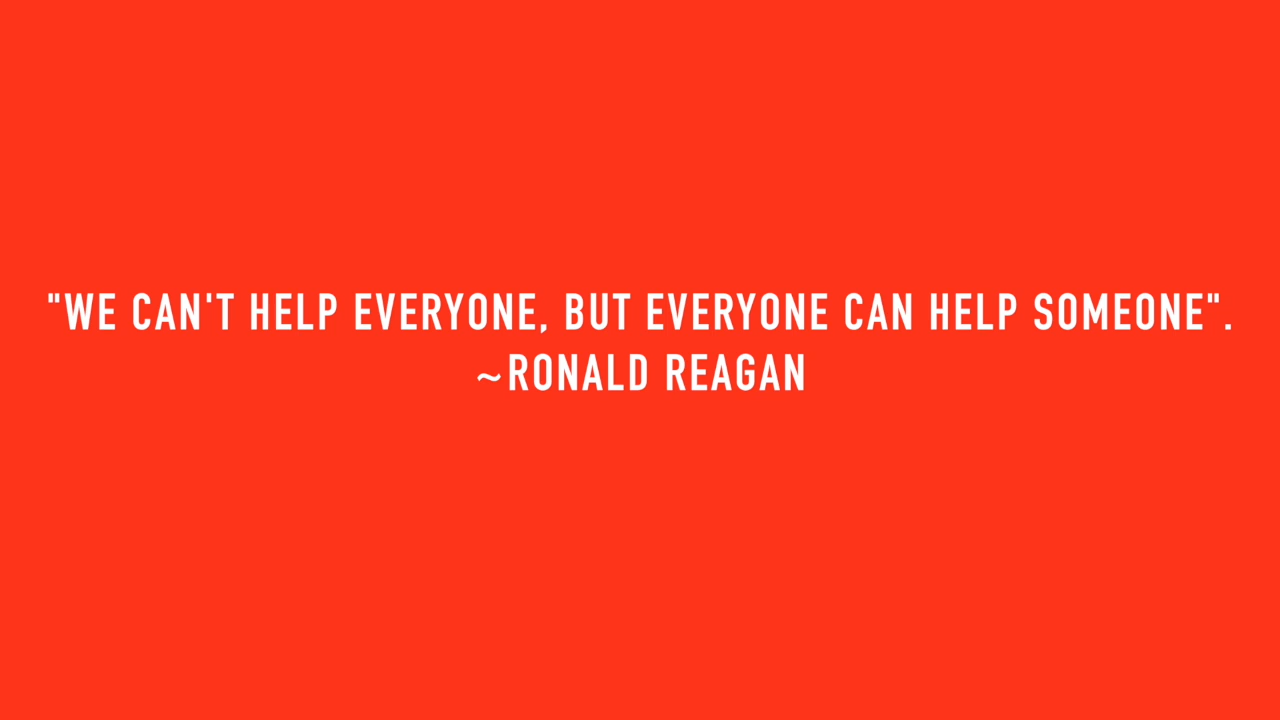 "WE CAN'T HELP EVERYONE, BUT EVERYONE CAN HELP SOMEONE".
~RONALD REAGAN